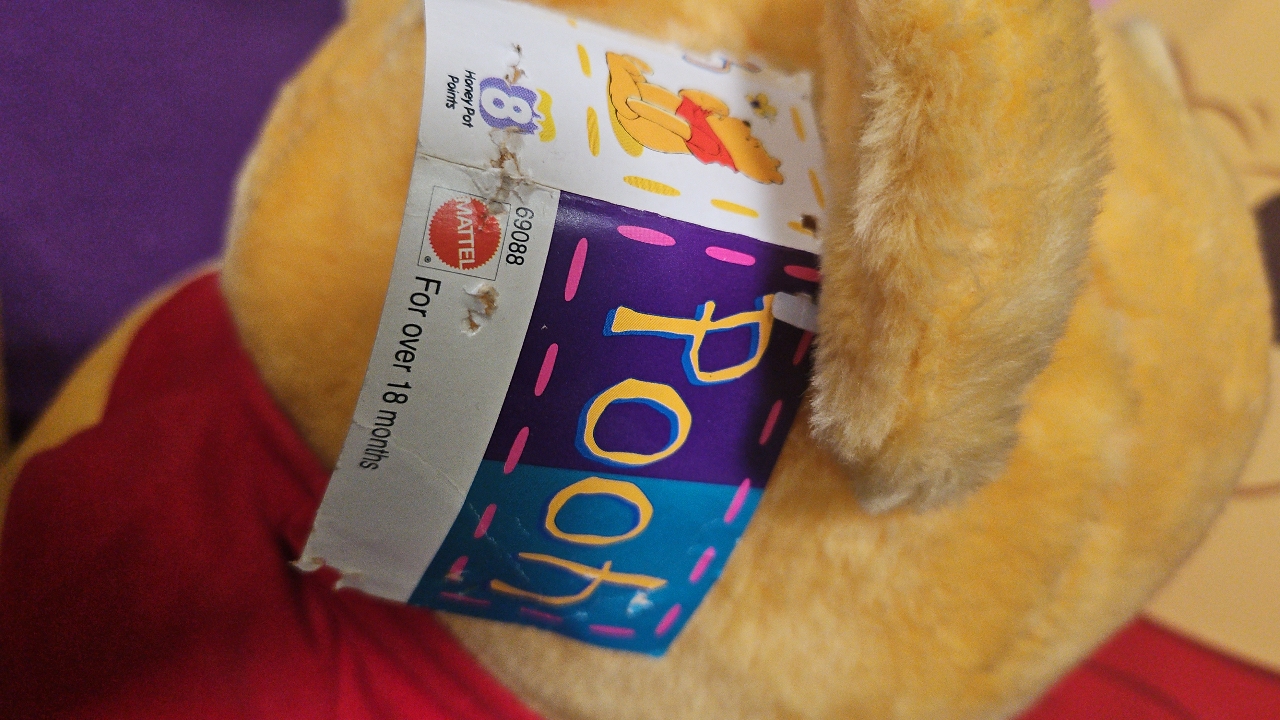 8
Honey Pot
Points
69088
MATTEL
®
For over 18 months
Pooh